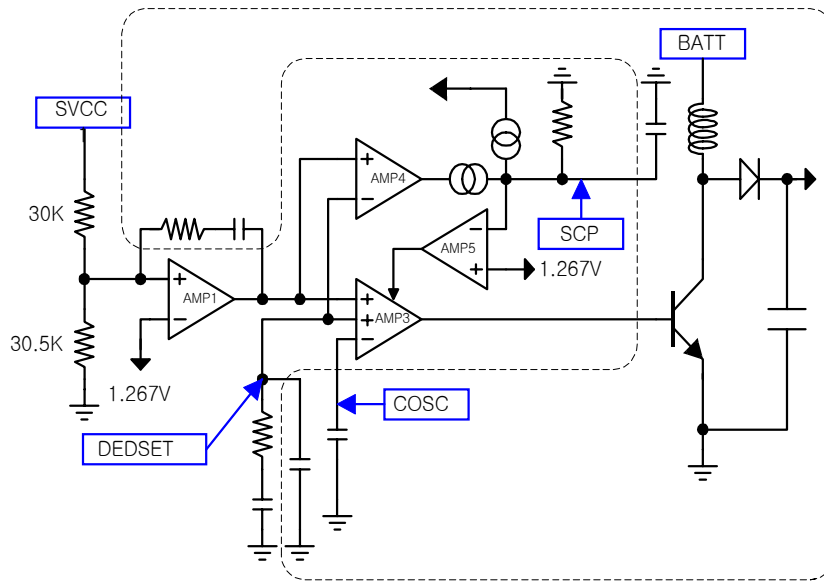 BATT
SVCC
+
AMP4
−
30K
SCP
−
AMP5
+
1.267V
+
AMP1
−
+
+
AMP3
−
30.5K
1.267V
COSC
DEDSET